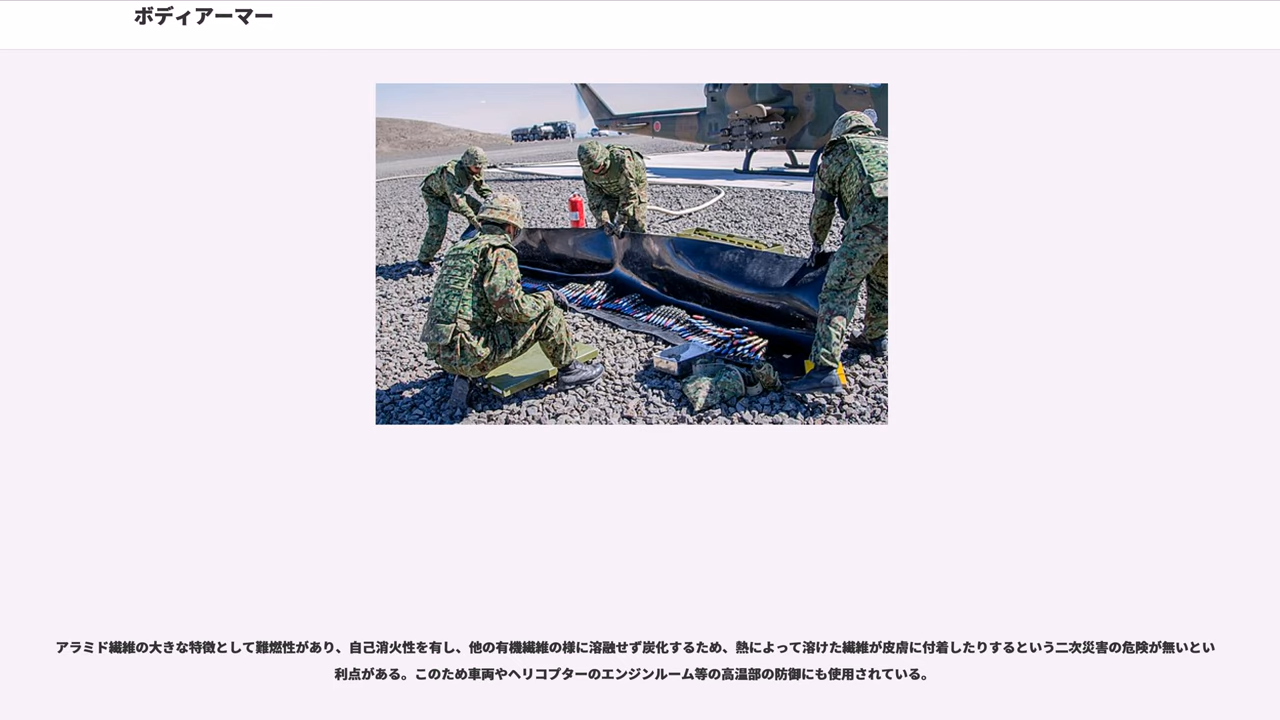 ボディアーマー
アラミド繊維の大きな特徴として難燃性があり、自己消火性を有し、他の有機繊維の様に溶融せず炭化するため、熱によって溶けた繊維が皮膚に付着したりするという二次災害の危険が無いとい
利点がある。このため車両やヘリコプターのエンジンルーム等の高温部の防御にも使用されている。